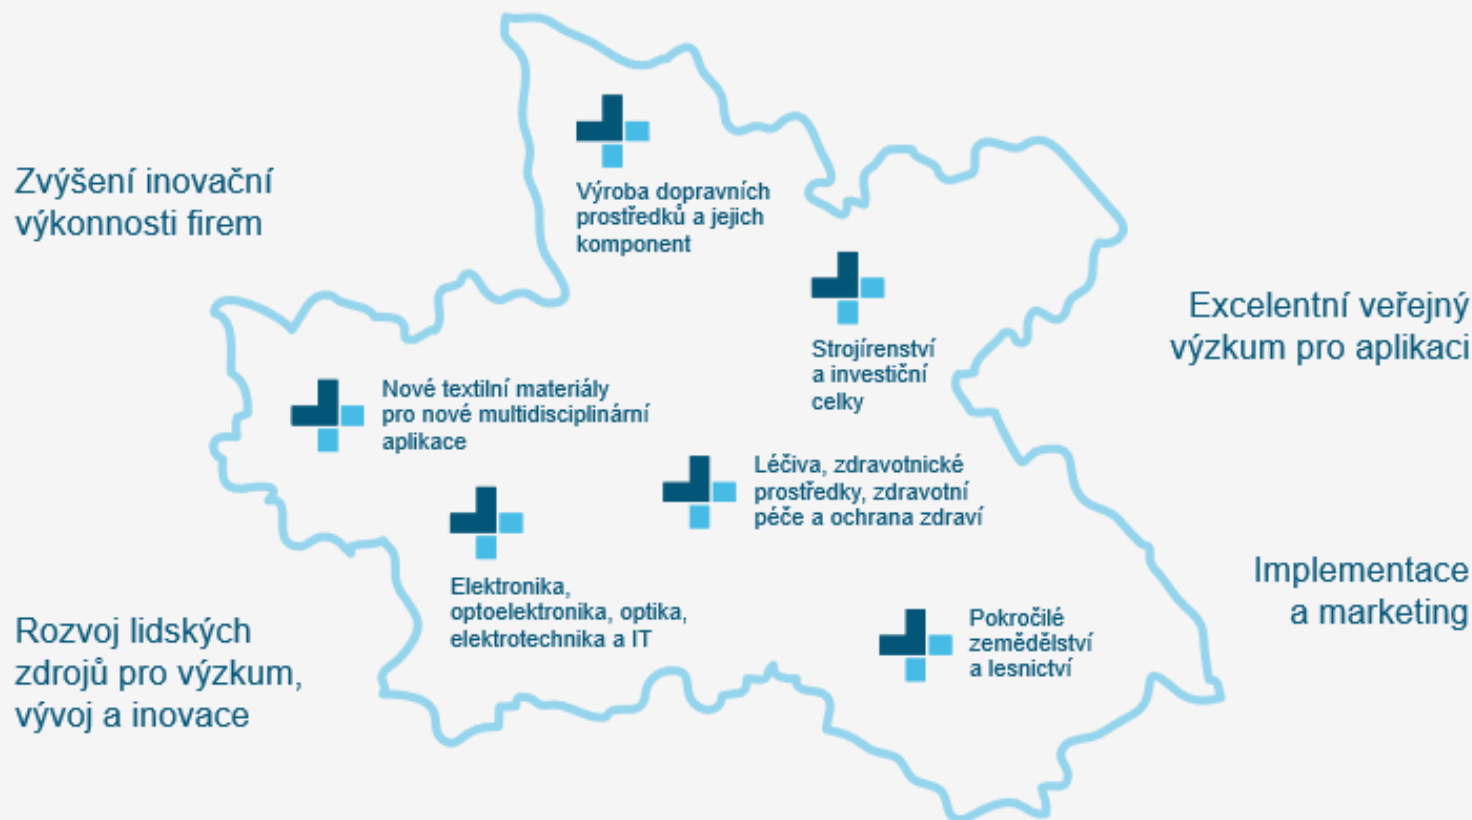 Zvýšení inovační
výkonnosti firem
Výroba dopravních
prostředků a jejich
komponent
Strojírenství
a investiční
celky
Excelentní veřejný
výzkum pro aplikaci
Nové textilní materiály
pro nové multidisciplinární
aplikace
Léčiva, zdravotnické
prostředky, zdravotní
péče a ochrana zdraví
Elektronika,
optoelektronika, optika,
elektrotechnika a IT
Implementace
a marketing
Rozvoj lidských
zdrojů pro výzkum,
vývoj a inovace
Pokročilé
zemědělství
a lesnictví